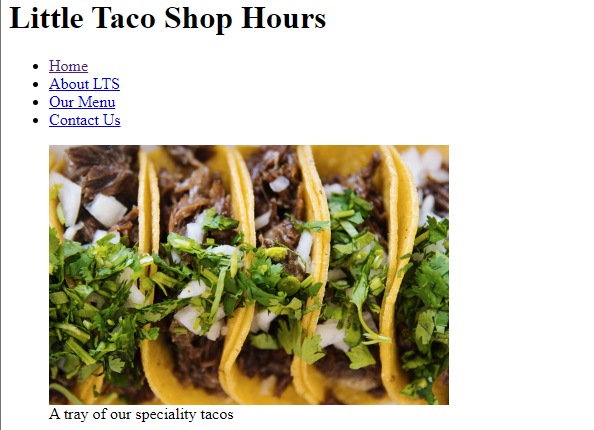 Little Taco Shop Hours
Home
About LTS
Our Menu
Contact Us
A tray of our speciality tacos